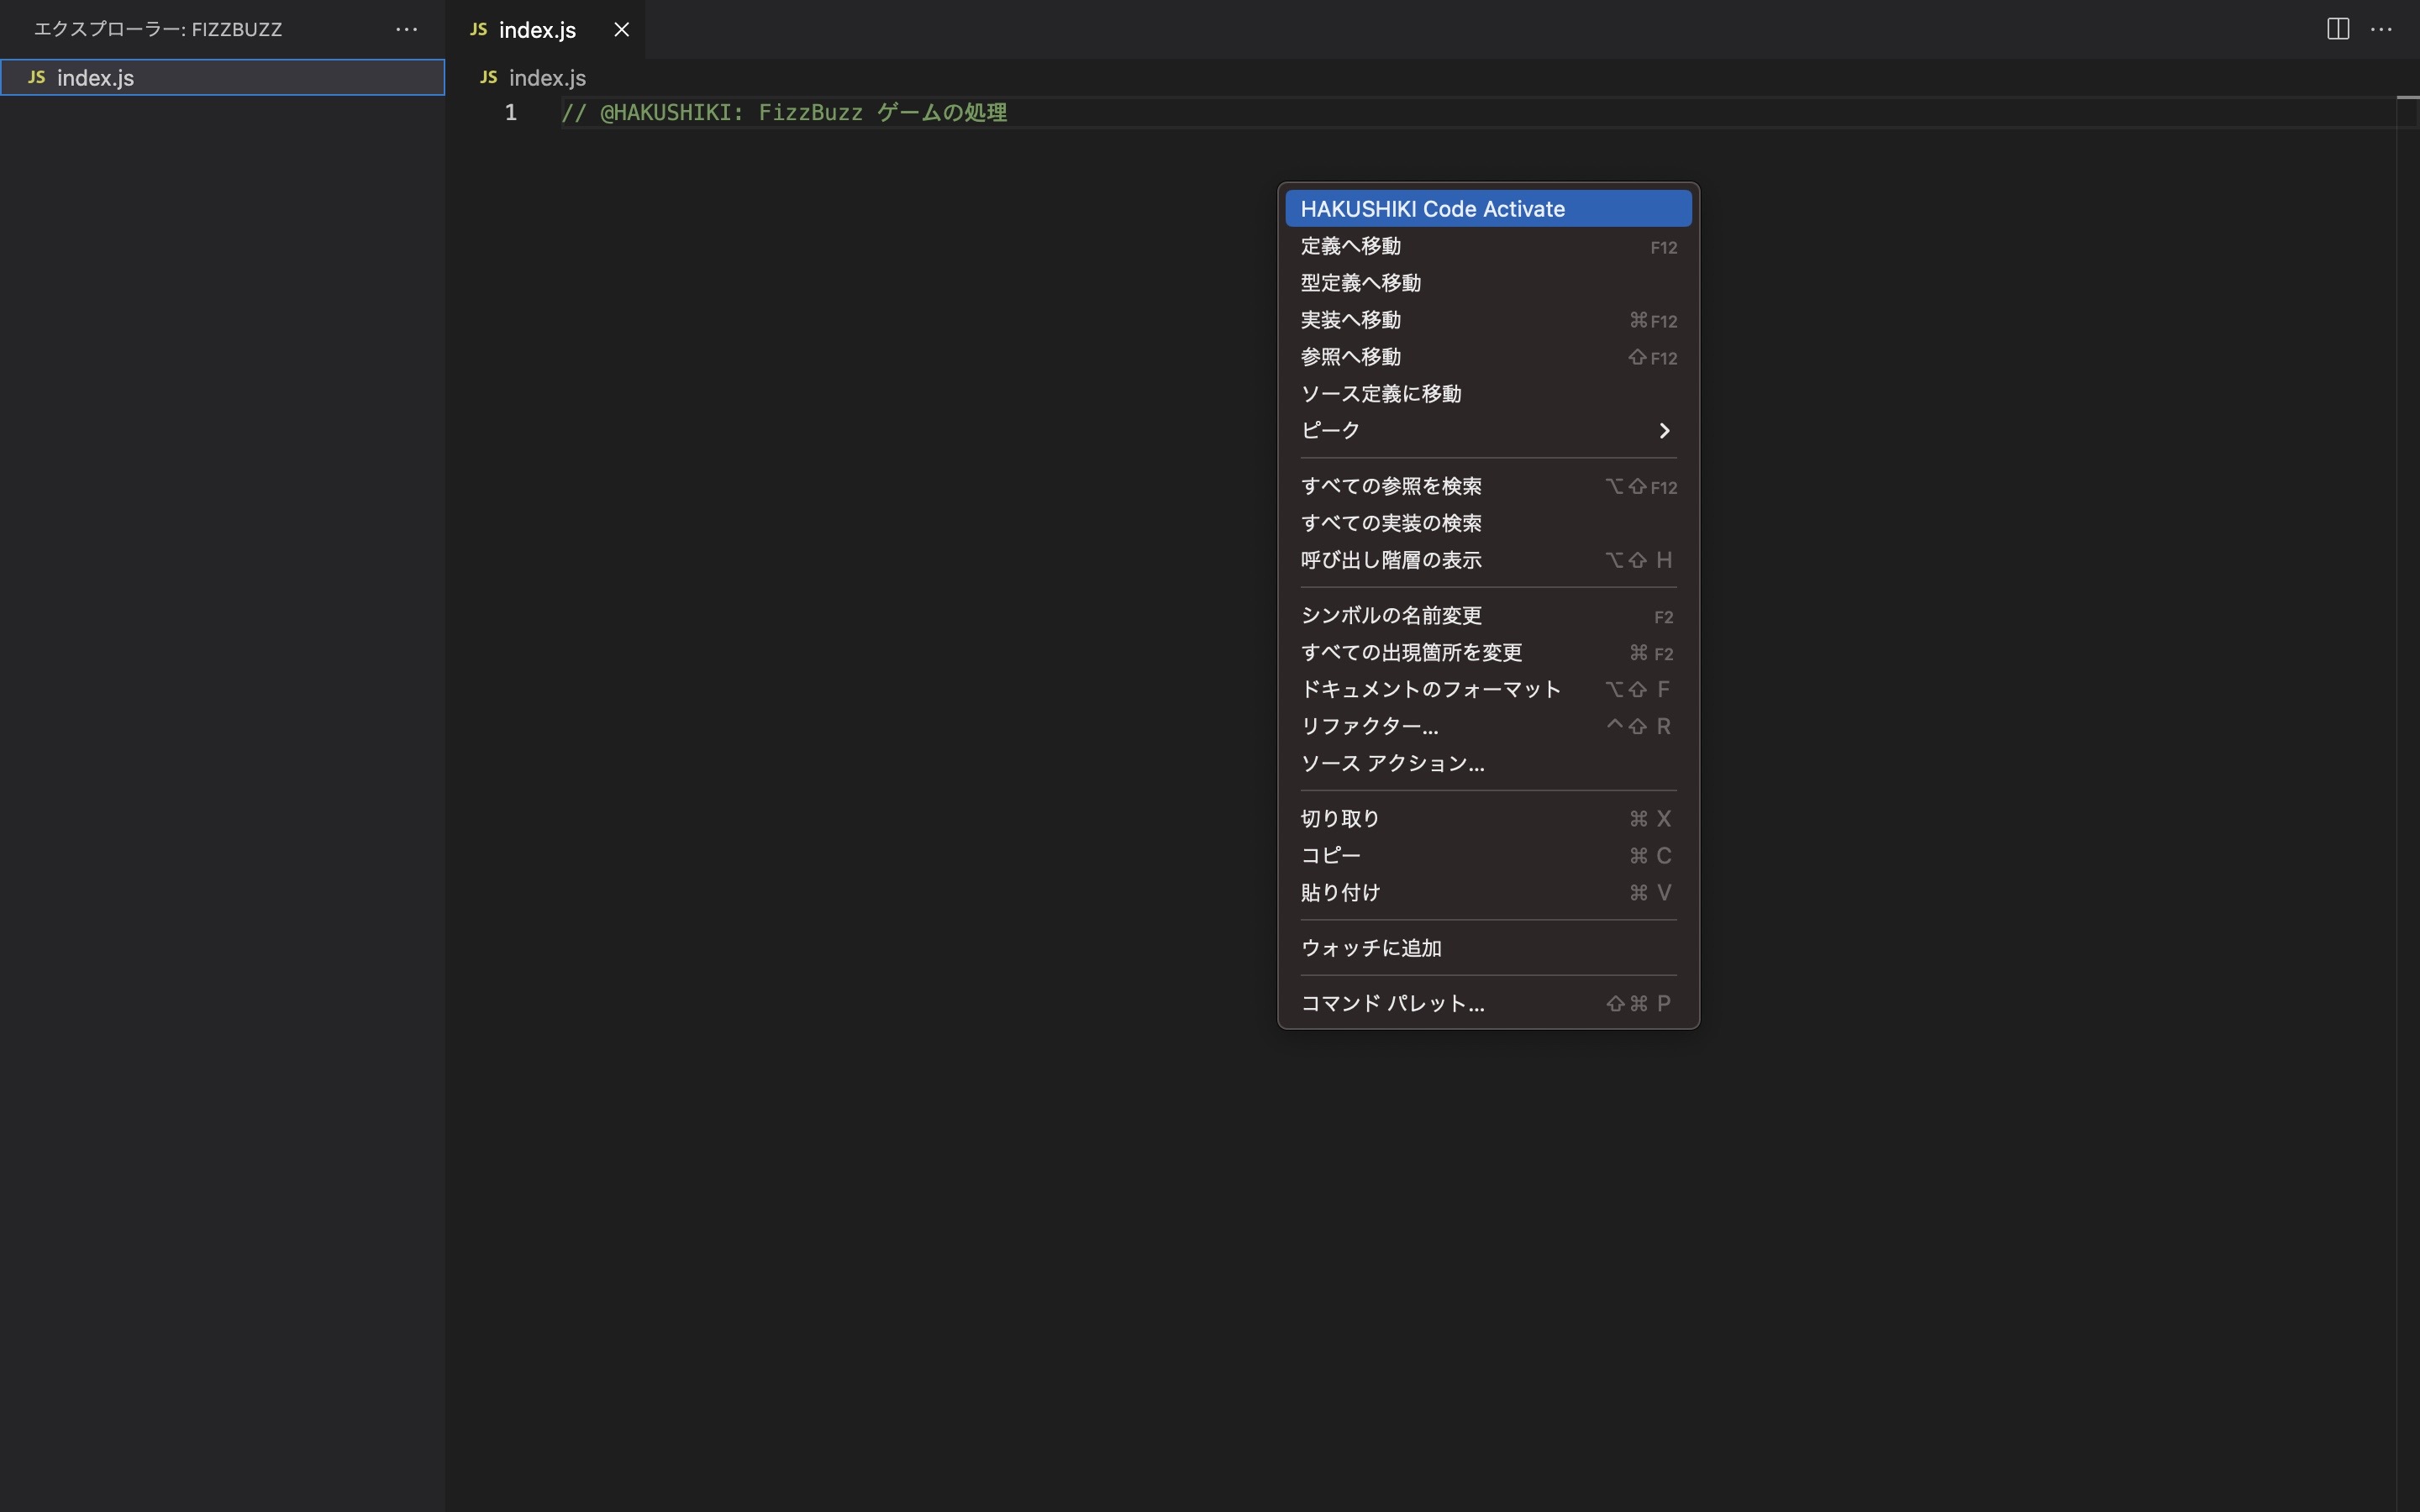 エクスプローラー: FIZZBUZZ
JS index.js
JS index.js
JS index.js
1 // @HAKUSHIKI: FizzBuzz ゲームの処理
HAKUSHIKI Code Activate
定義へ移動 F12
型定義へ移動
実装へ移動 ⌘F12
参照へ移動 ⇧F12
ソース定義に移動
ピーク
すべての参照を検索 ⌥⇧F12
すべての実装の検索
呼び出し階層の表示 ⌥⇧ H
シンボルの名前変更 F2
すべての出現箇所を変更 ⌘ F2
ドキュメントのフォーマット ⌥⇧ F
リファクター... ^⇧ R
ソース アクション...
切り取り ⌘ X
コピー ⌘ C
貼り付け ⌘ V
ウォッチに追加
コマンド パレット... ⇧⌘ P